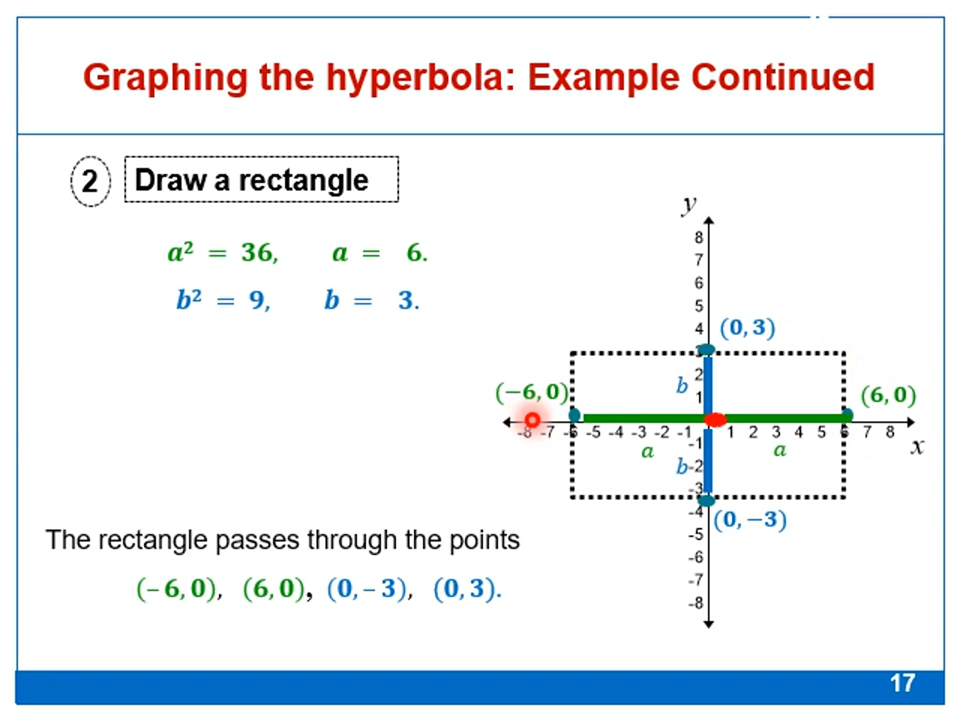 Graphing the hyperbola: Example Continued
2 Draw a rectangle
a² = 36, a = 6.
b² = 9, b = 3.
y
8
7
6
5
4
(0, 3)
3
2
b
1
(−6, 0)
(6, 0)
-8 -7 -6 -5 -4 -3 -2 -1 1 2 3 4 5 6 7 8
x
a
a
-1
b
-2
-3
-4
(0, −3)
-5
-6
-7
-8
The rectangle passes through the points
(−6, 0), (6, 0), (0, −3), (0, 3).
17